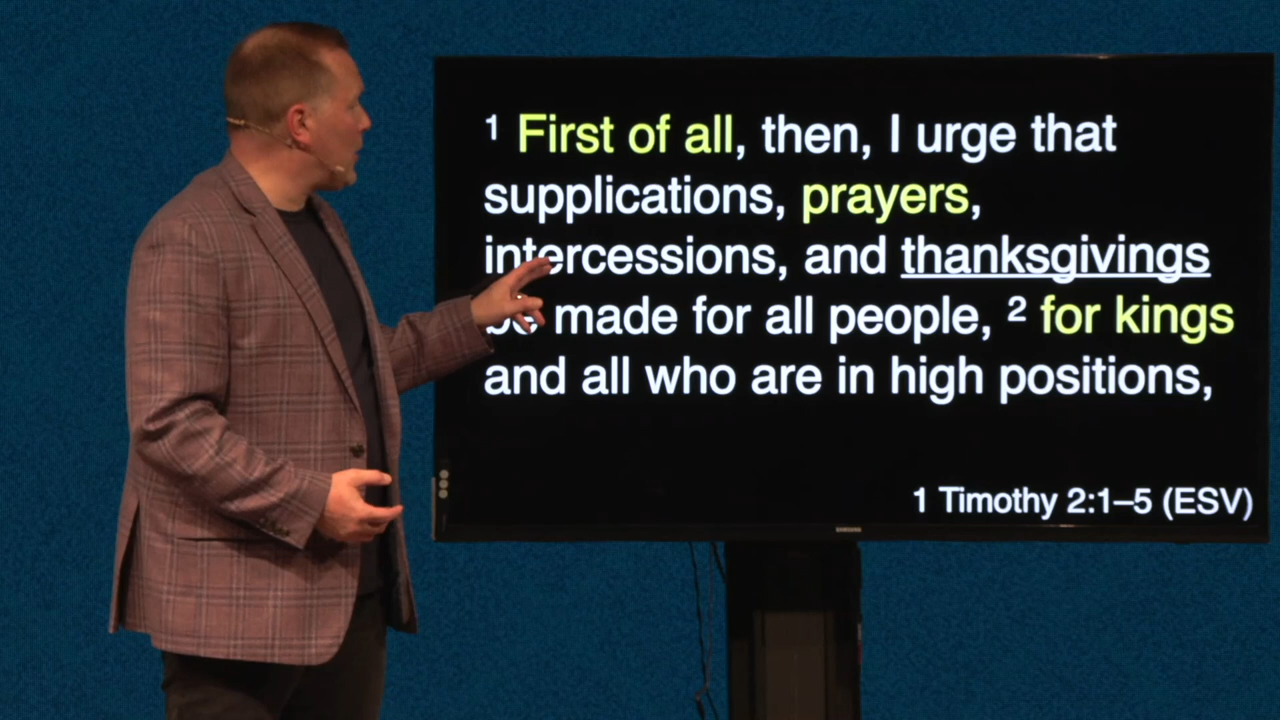 ¹ First of all, then, I urge that
supplications, prayers,
intercessions, and thanksgivings
be made for all people, ² for kings
and all who are in high positions,
1 Timothy 2:1–5 (ESV)
SAMSUNG